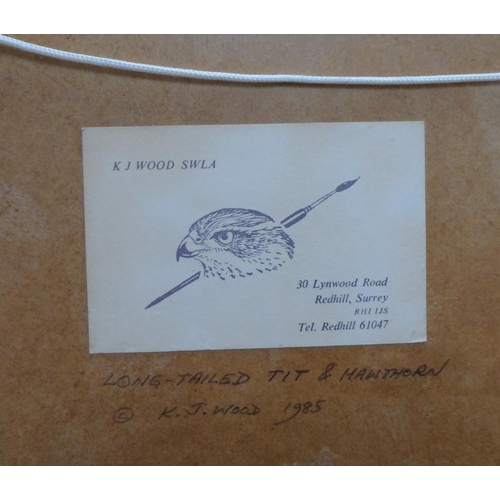 K J WOOD SWLA
30 Lynwood Road
Redhill, Surrey
RH1 1JS
Tel. Redhill 61047
LONG-TAILED TIT & HAWTHORN
© K. J. WOOD 1985